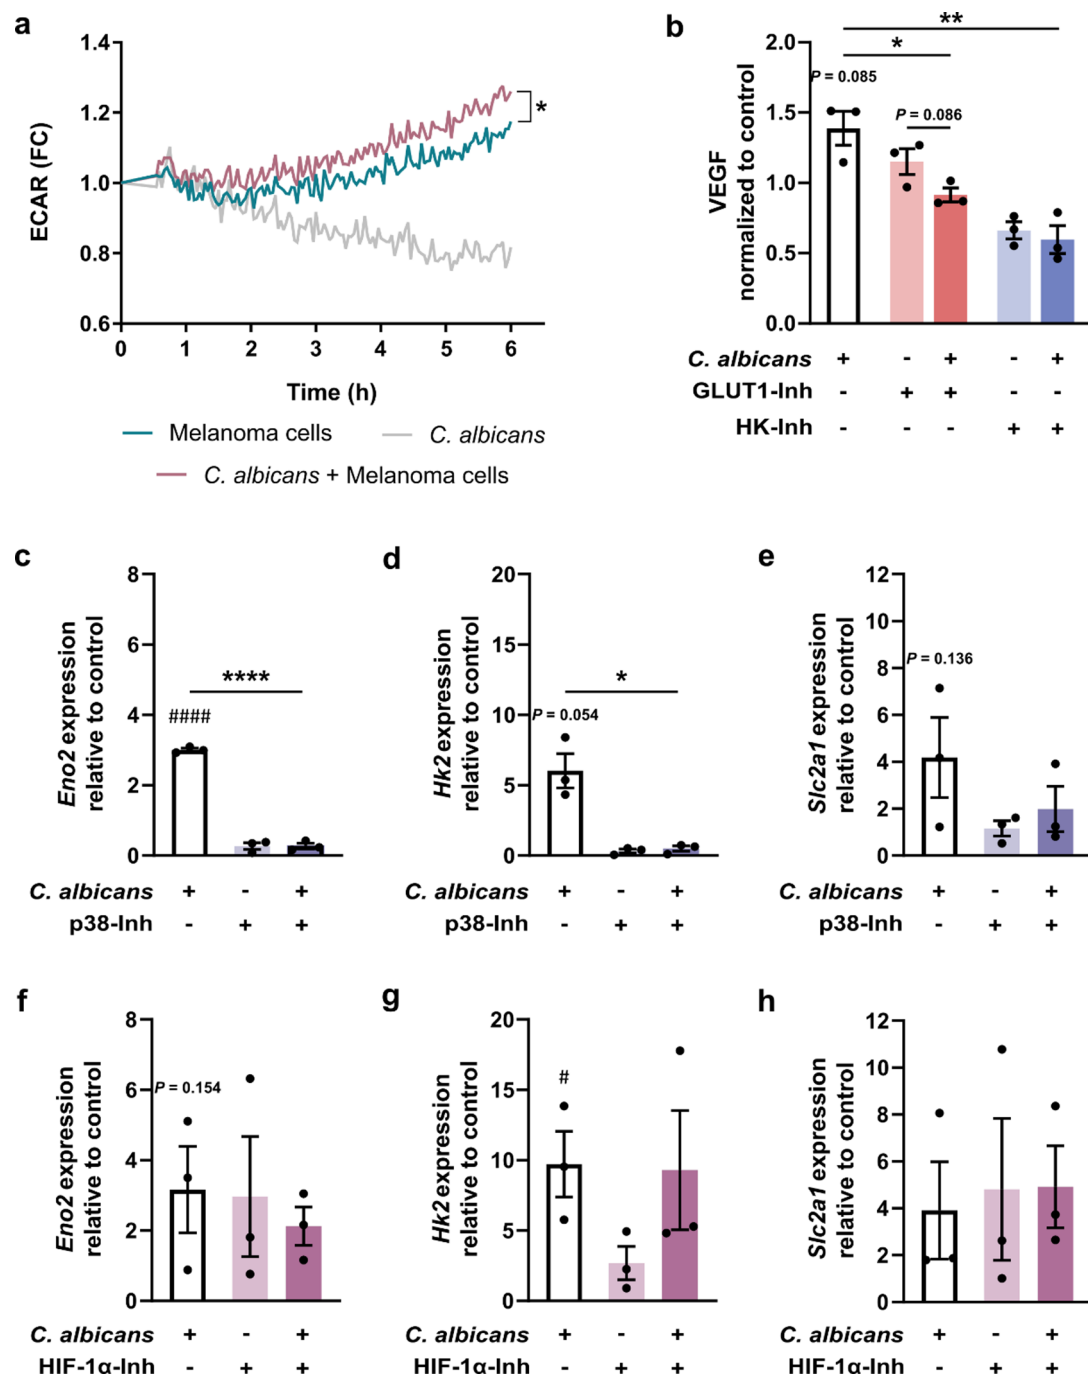 a
1.4
1.2
1.0
0.8
0.6
ECAR (FC)
*
0
1
2
3
4
5
6
Time (h)
Melanoma cells
C. albicans
C. albicans + Melanoma cells
b
VEGF
normalized to control
2.0
1.5
1.0
0.5
0.0
**
*
P = 0.085
P = 0.086
C. albicans + - + - +
GLUT1-Inh - + + - -
HK-Inh - - - + +
c
Eno2 expression
relative to control
8
6
4
2
0
****
####
C. albicans + - +
p38-Inh - + +
d
Hk2 expression
relative to control
20
15
10
5
0
*
P = 0.054
C. albicans + - +
p38-Inh - + +
e
Slc2a1 expression
relative to control
12
10
8
6
4
2
0
P = 0.136
C. albicans + - +
p38-Inh - + +
f
Eno2 expression
relative to control
8
6
4
2
0
P = 0.154
C. albicans + - +
HIF-1α-Inh - + +
g
Hk2 expression
relative to control
20
15
10
5
0
#
C. albicans + - +
HIF-1α-Inh - + +
h
Slc2a1 expression
relative to control
12
10
8
6
4
2
0
C. albicans + - +
HIF-1α-Inh - + +